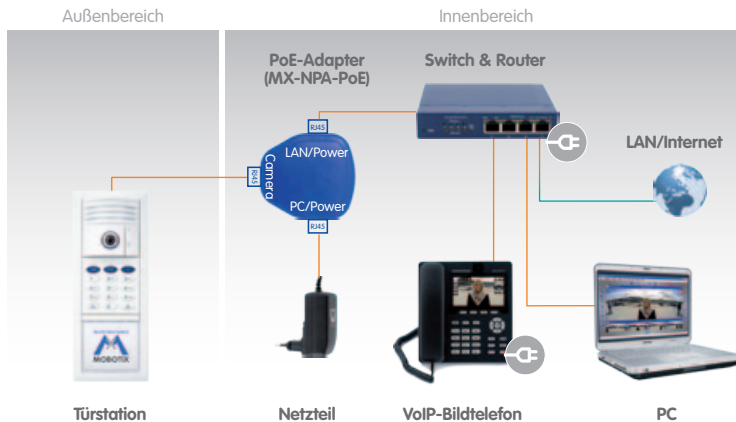 Außenbereich
Innenbereich
PoE-Adapter
(MX-NPA-PoE)
Switch & Router
RJ45
LAN/Power
RJ45
Camera
PC/Power
RJ45
LAN/Internet
MOBOTIX
Türstation
Netzteil
VoIP-Bildtelefon
PC